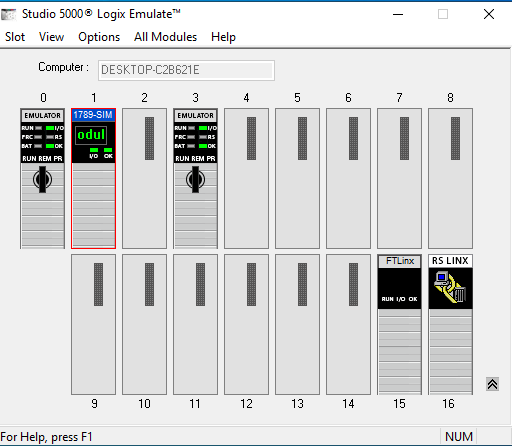 Studio 5000® Logix Emulate™
Slot View Options All Modules Help
Computer : DESKTOP-C2B621E
0 1 2 3 4 5 6 7 8
EMULATOR
RUN I/O
FRC RS
BAT OK
RUN REM PR
1789-SIM
odul
I/O OK
EMULATOR
RUN I/O
FRC RS
BAT OK
RUN REM PR
FTLinx
RUN I/O OK
RS LINX
9 10 11 12 13 14 15 16
For Help, press F1 NUM